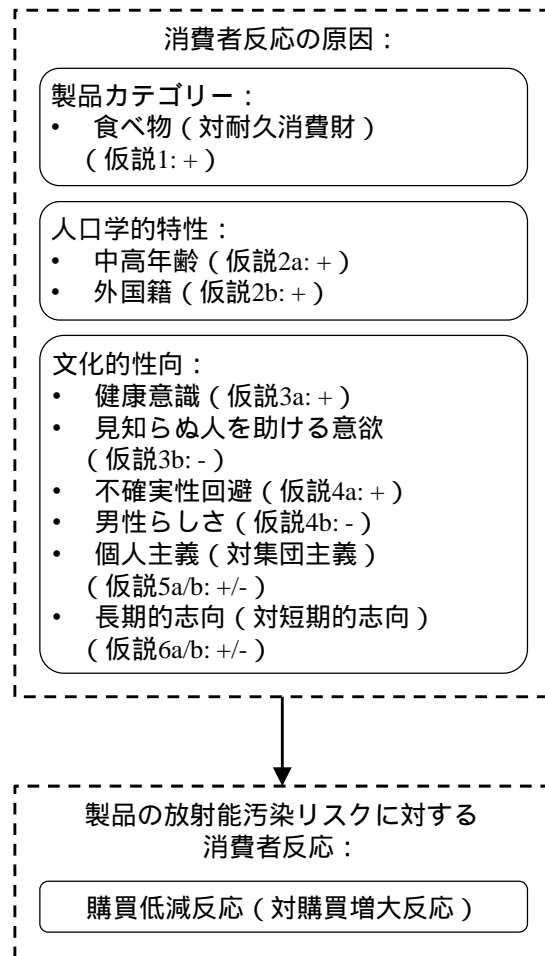 消費者反応の原因：
製品カテゴリー：
• 食べ物（対耐久消費財）
（仮説1: +）
人口学的特性：
• 中高年齢（仮説2a: +）
• 外国籍（仮説2b: +）
文化的性向：
• 健康意識（仮説3a: +）
• 見知らぬ人を助ける意欲
（仮説3b: -）
• 不確実性回避（仮説4a: +）
• 男性らしさ（仮説4b: -）
• 個人主義（対集団主義）
（仮説5a/b: +/-）
• 長期的志向（対短期的志向）
（仮説6a/b: +/-）
製品の放射能汚染リスクに対する
消費者反応：
購買低減反応（対購買増大反応）